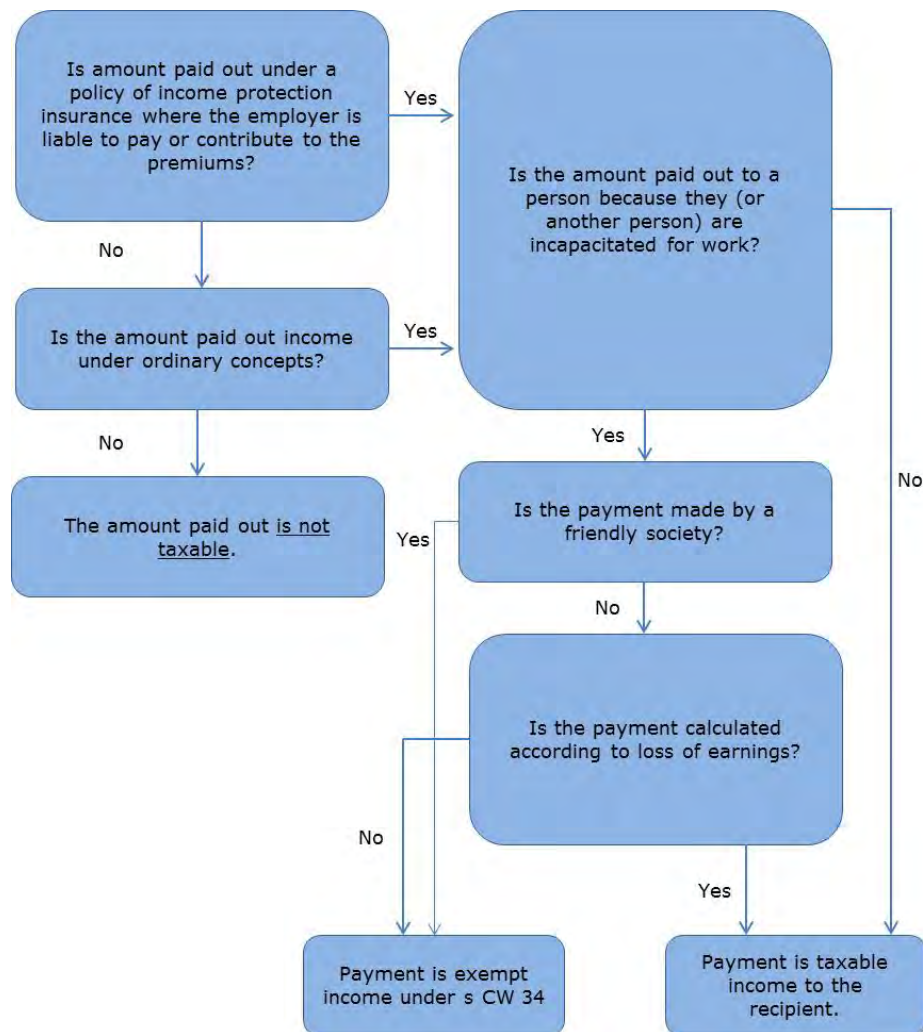 Is amount paid out under a
policy of income protection
insurance where the employer is
liable to pay or contribute to the
premiums?
Yes
Is the amount paid out to a
person because they (or
another person) are
incapacitated for work?
No
Is the amount paid out income
under ordinary concepts?
Yes
No
Yes
No
The amount paid out is not
taxable.
Yes
Is the payment made by a
friendly society?
No
Is the payment calculated
according to loss of earnings?
No
Yes
Payment is exempt
income under s CW 34
Payment is taxable
income to the
recipient.